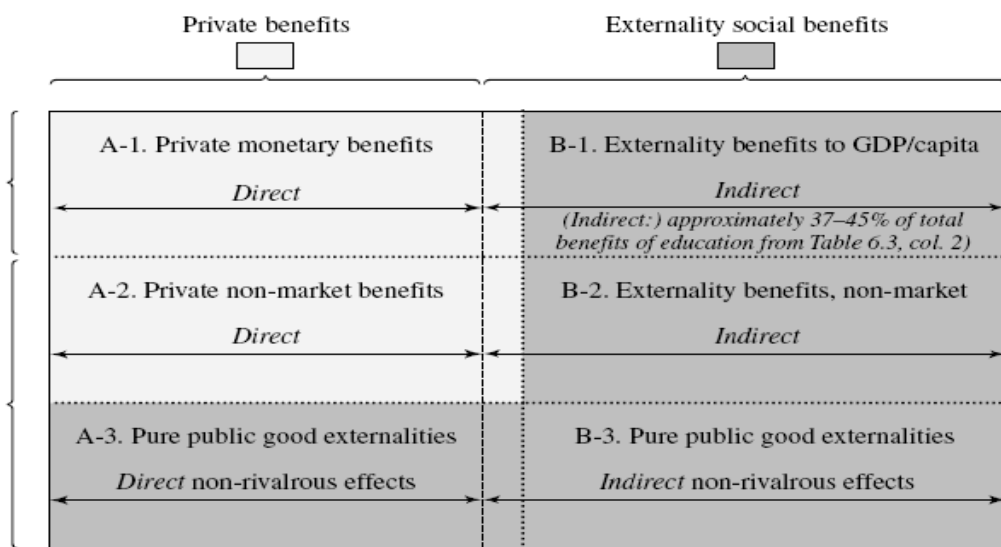 Private benefits
Externality social benefits
A-1. Private monetary benefits
Direct
B-1. Externality benefits to GDP/capita
Indirect
(Indirect:) approximately 37–45% of total
benefits of education from Table 6.3, col. 2)
A-2. Private non-market benefits
Direct
B-2. Externality benefits, non-market
Indirect
A-3. Pure public good externalities
Direct non-rivalrous effects
B-3. Pure public good externalities
Indirect non-rivalrous effects